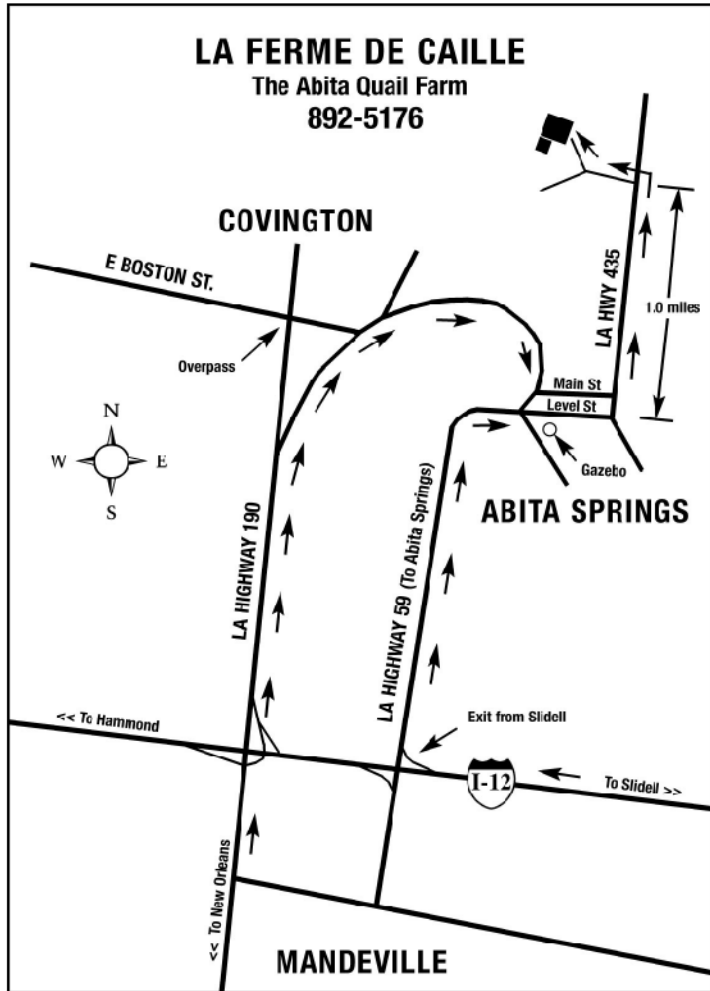 LA FERME DE CAILLE
The Abita Quail Farm
892-5176
COVINGTON
E BOSTON ST.
LA HWY 435
1.0 miles
Overpass
Main St
Level St
N
W E
S
Gazebo
ABITA SPRINGS
LA HIGHWAY 190
LA HIGHWAY 59 (To Abita Springs)
<< To Hammond
Exit from Slidell
I-12
To Slidell >>
<< To New Orleans
MANDEVILLE